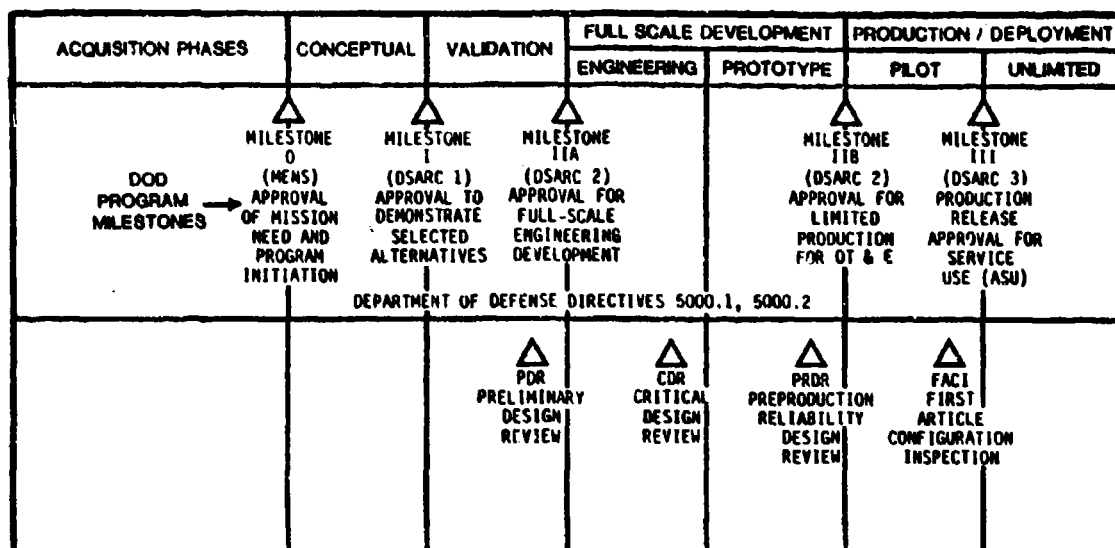 ACQUISITION PHASES
CONCEPTUAL
VALIDATION
FULL SCALE DEVELOPMENT
PRODUCTION / DEPLOYMENT
ENGINEERING
PROTOTYPE
PILOT
UNLIMITED
DOD
PROGRAM
MILESTONES
MILESTONE
0
(MENS)
APPROVAL
OF MISSION
NEED AND
PROGRAM
INITIATION
MILESTONE
I
(DSARC 1)
APPROVAL TO
DEMONSTRATE
SELECTED
ALTERNATIVES
MILESTONE
IIA
(DSARC 2)
APPROVAL FOR
FULL-SCALE
ENGINEERING
DEVELOPMENT
MILESTONE
IIB
(DSARC 2)
APPROVAL FOR
LIMITED
PRODUCTION
FOR OT & E
MILESTONE
III
(DSARC 3)
PRODUCTION
RELEASE
APPROVAL FOR
SERVICE
USE (ASU)
DEPARTMENT OF DEFENSE DIRECTIVES 5000.1, 5000.2
PDR
PRELIMINARY
DESIGN
REVIEW
CDR
CRITICAL
DESIGN
REVIEW
PRDR
PREPRODUCTION
RELIABILITY
DESIGN
REVIEW
FACI
FIRST
ARTICLE
CONFIGURATION
INSPECTION